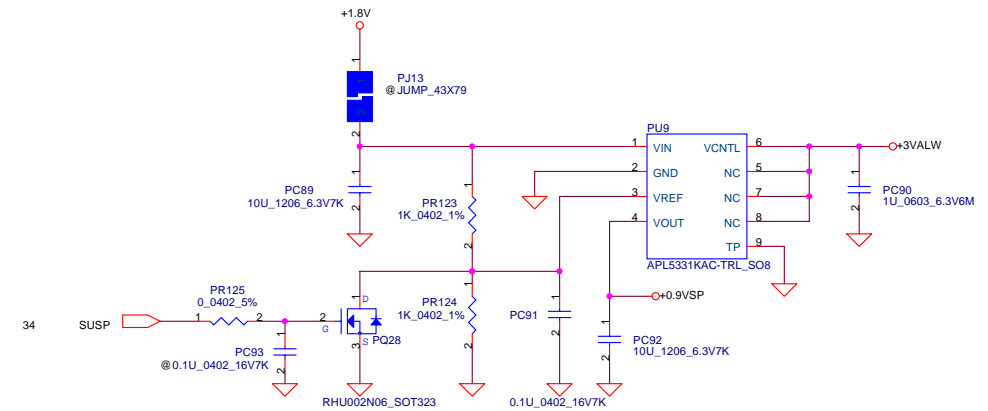 +1.8V
1
PJ13
@ JUMP_43X79
2
PU9
1 VIN VCNTL 6
+3VALW
2 GND NC 5
3 VREF NC 7
4 VOUT NC 8
TP 9
APL5331KAC-TRL_SO8
1
PC89
10U_1206_6.3V7K
2
1
PR123
1K_0402_1%
2
1
PC90
1U_0603_6.3V6M
2
+0.9VSP
34 SUSP
PR125
0_0402_5%
1 2
1
PC93
@ 0.1U_0402_16V7K
2
1 D
2 G
3 S
PQ28
RHU002N06_SOT323
1
PR124
1K_0402_1%
2
1
PC91
2
0.1U_0402_16V7K
1
PC92
10U_1206_6.3V7K
2